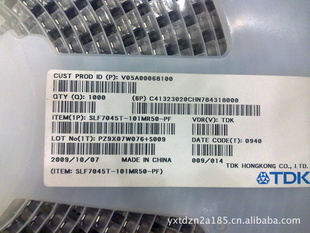 CUST PROD ID (P): V05A00068100
QTY (Q): 1000 (6P) C41323020CHN784318000
ITEM(1P): SLF7045T-101MR50-PF VDR(V): TDK
LOT No(1T): PZ9X07W076+S009 DATE CODE(T): 0940
2009/10/07 MADE IN CHINA 009/014
TDK HONGKONG CO., LTD.
(ITEM: SLF7045T-101MR50-PF) TDK
yxtdzn2a185.cn.alibaba.com